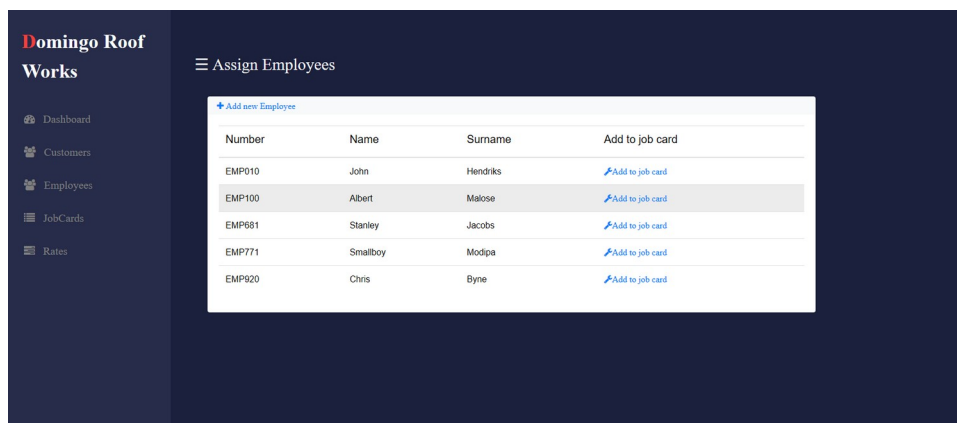 Domingo Roof
Works
Dashboard
Customers
Employees
JobCards
Rates
Assign Employees
Add new Employee
Number Name Surname Add to job card
EMP010 John Hendriks Add to job card
EMP100 Albert Malose Add to job card
EMP681 Stanley Jacobs Add to job card
EMP771 Smallboy Modipa Add to job card
EMP920 Chris Byne Add to job card